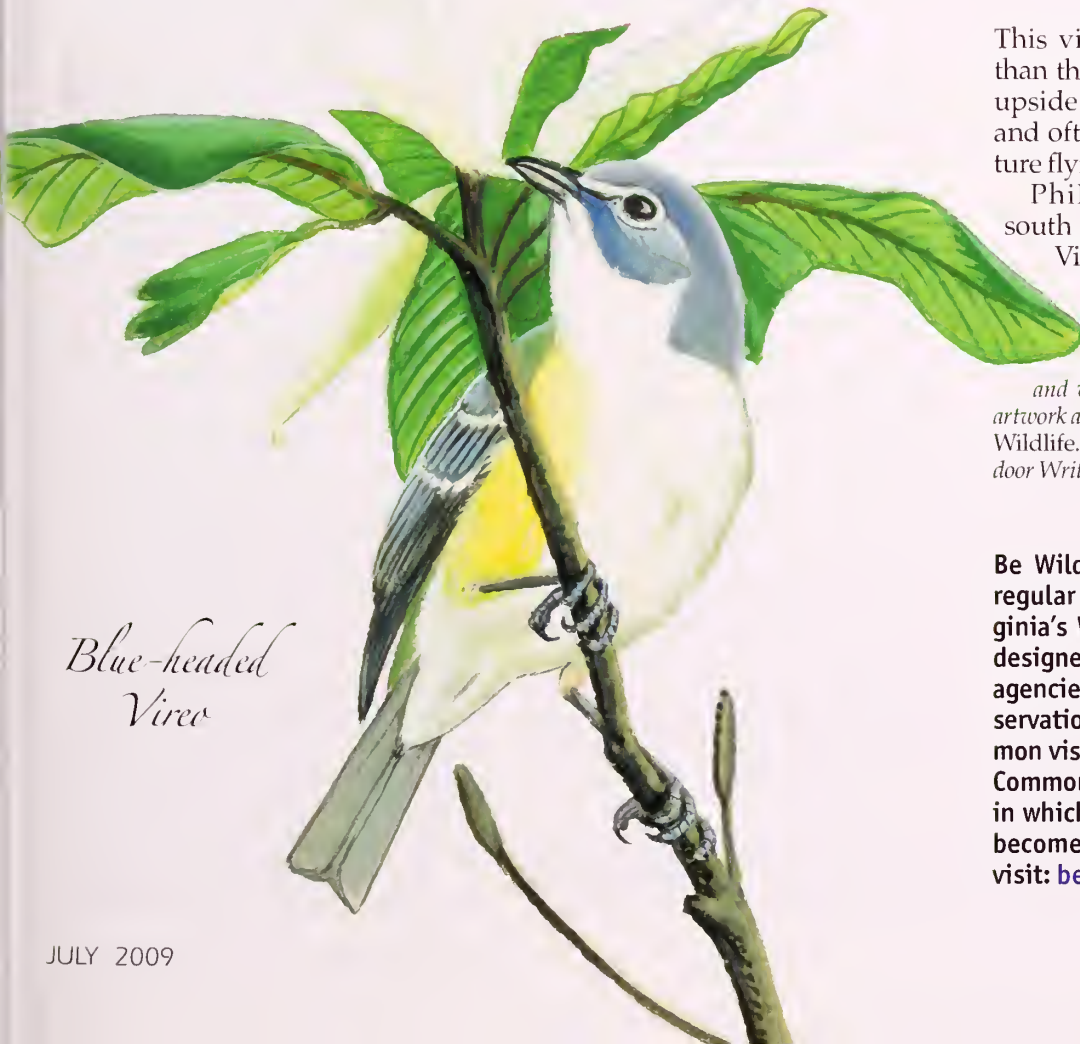 Blue-headed
Vireo
JULY 2009
This vi
than th
upside
and oft
ture fly
Phil
south
Vi
and
artwork a
Wildlife.
door Writ
Be Wild
regular
ginia's
designe
agencie
servatio
mon vis
Common
in which
become
visit: be